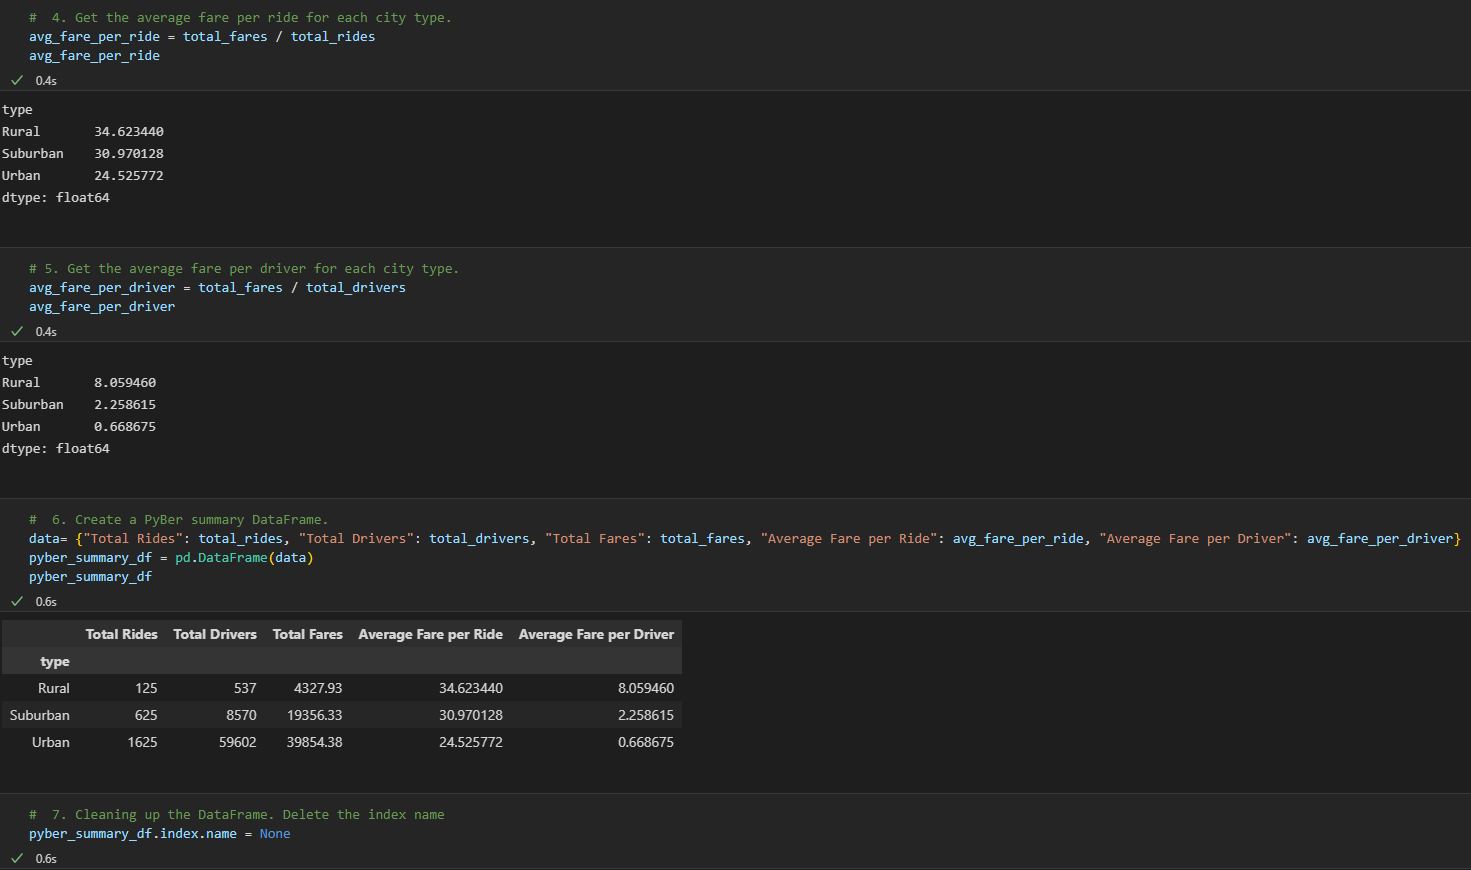 #  4. Get the average fare per ride for each city type.
avg_fare_per_ride = total_fares / total_rides
avg_fare_per_ride
0.4s
type
Rural       34.623440
Suburban    30.970128
Urban       24.525772
dtype: float64
# 5. Get the average fare per driver for each city type.
avg_fare_per_driver = total_fares / total_drivers
avg_fare_per_driver
0.4s
type
Rural       8.059460
Suburban    2.258615
Urban       0.668675
dtype: float64
#  6. Create a PyBer summary DataFrame.
data= {"Total Rides": total_rides, "Total Drivers": total_drivers, "Total Fares": total_fares, "Average Fare per Ride": avg_fare_per_ride, "Average Fare per Driver": avg_fare_per_driver}
pyber_summary_df = pd.DataFrame(data)
pyber_summary_df
0.6s
Total Rides Total Drivers Total Fares Average Fare per Ride Average Fare per Driver
type
Rural 125 537 4327.93 34.623440 8.059460
Suburban 625 8570 19356.33 30.970128 2.258615
Urban 1625 59602 39854.38 24.525772 0.668675
#  7. Cleaning up the DataFrame. Delete the index name
pyber_summary_df.index.name = None
0.6s